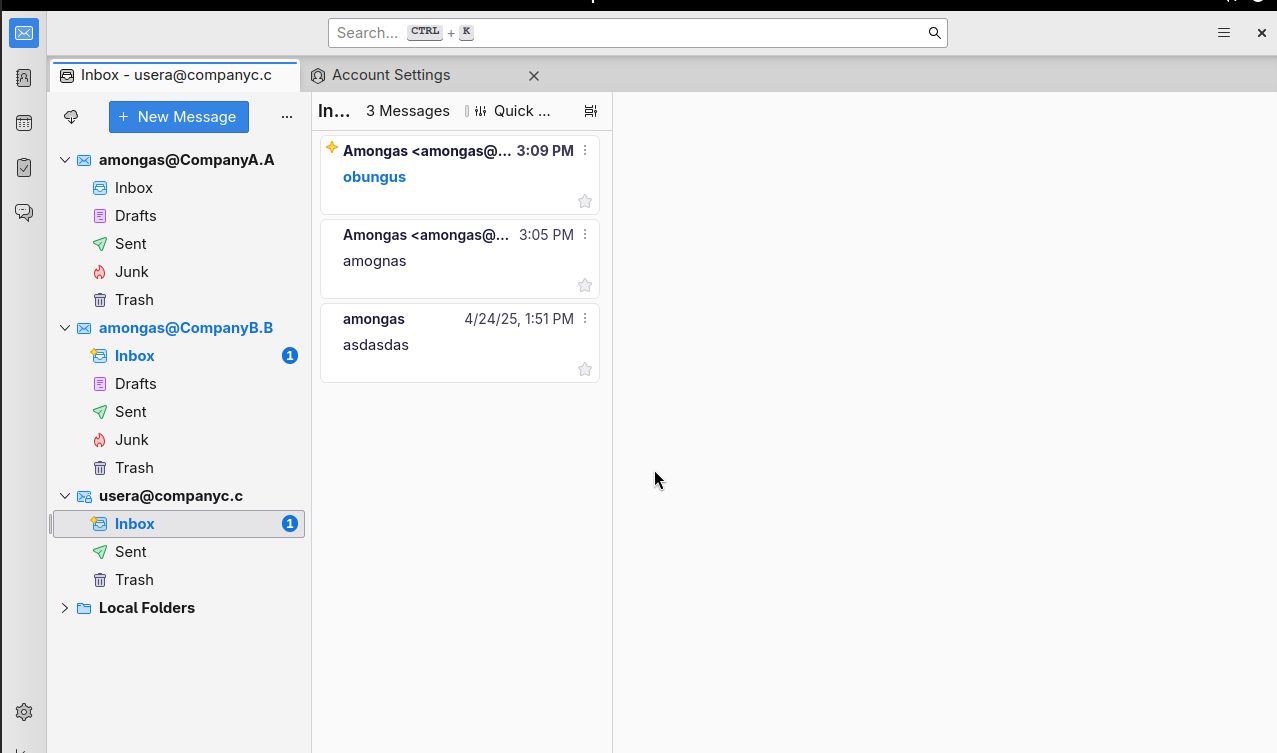 Search... CTRL + K
Inbox - usera@companyc.c
Account Settings
+ New Message
In... 3 Messages Quick ...
amongas@CompanyA.A
Inbox
Drafts
Sent
Junk
Trash
amongas@CompanyB.B
Inbox 1
Drafts
Sent
Junk
Trash
usera@companyc.c
Inbox 1
Sent
Trash
Local Folders
Amongas <amongas@... 3:09 PM
obungus
Amongas <amongas@... 3:05 PM
amognas
amongas 4/24/25, 1:51 PM
asdasdas